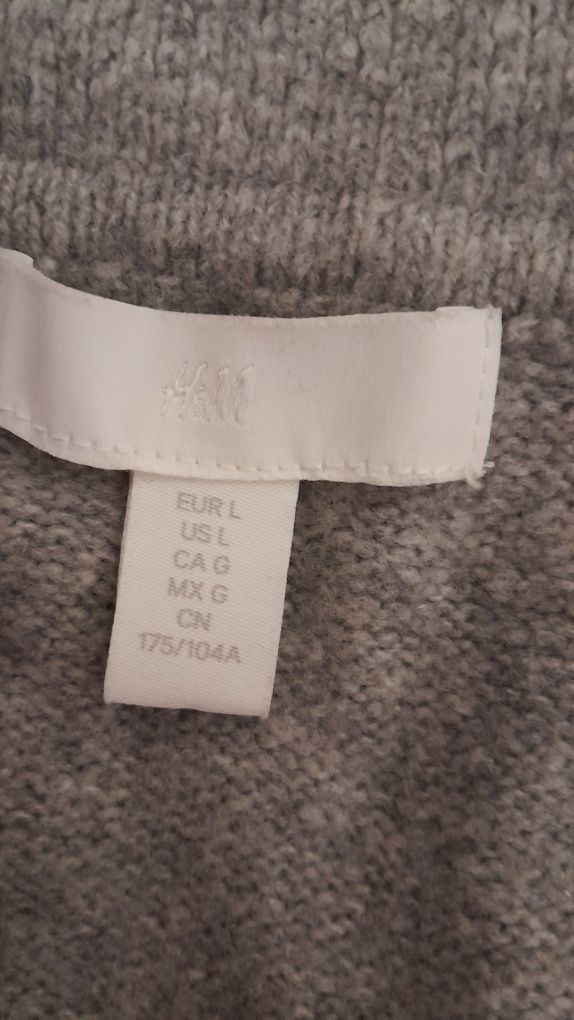 H&M
EUR L
US L
CA G
MX G
CN
175/104A